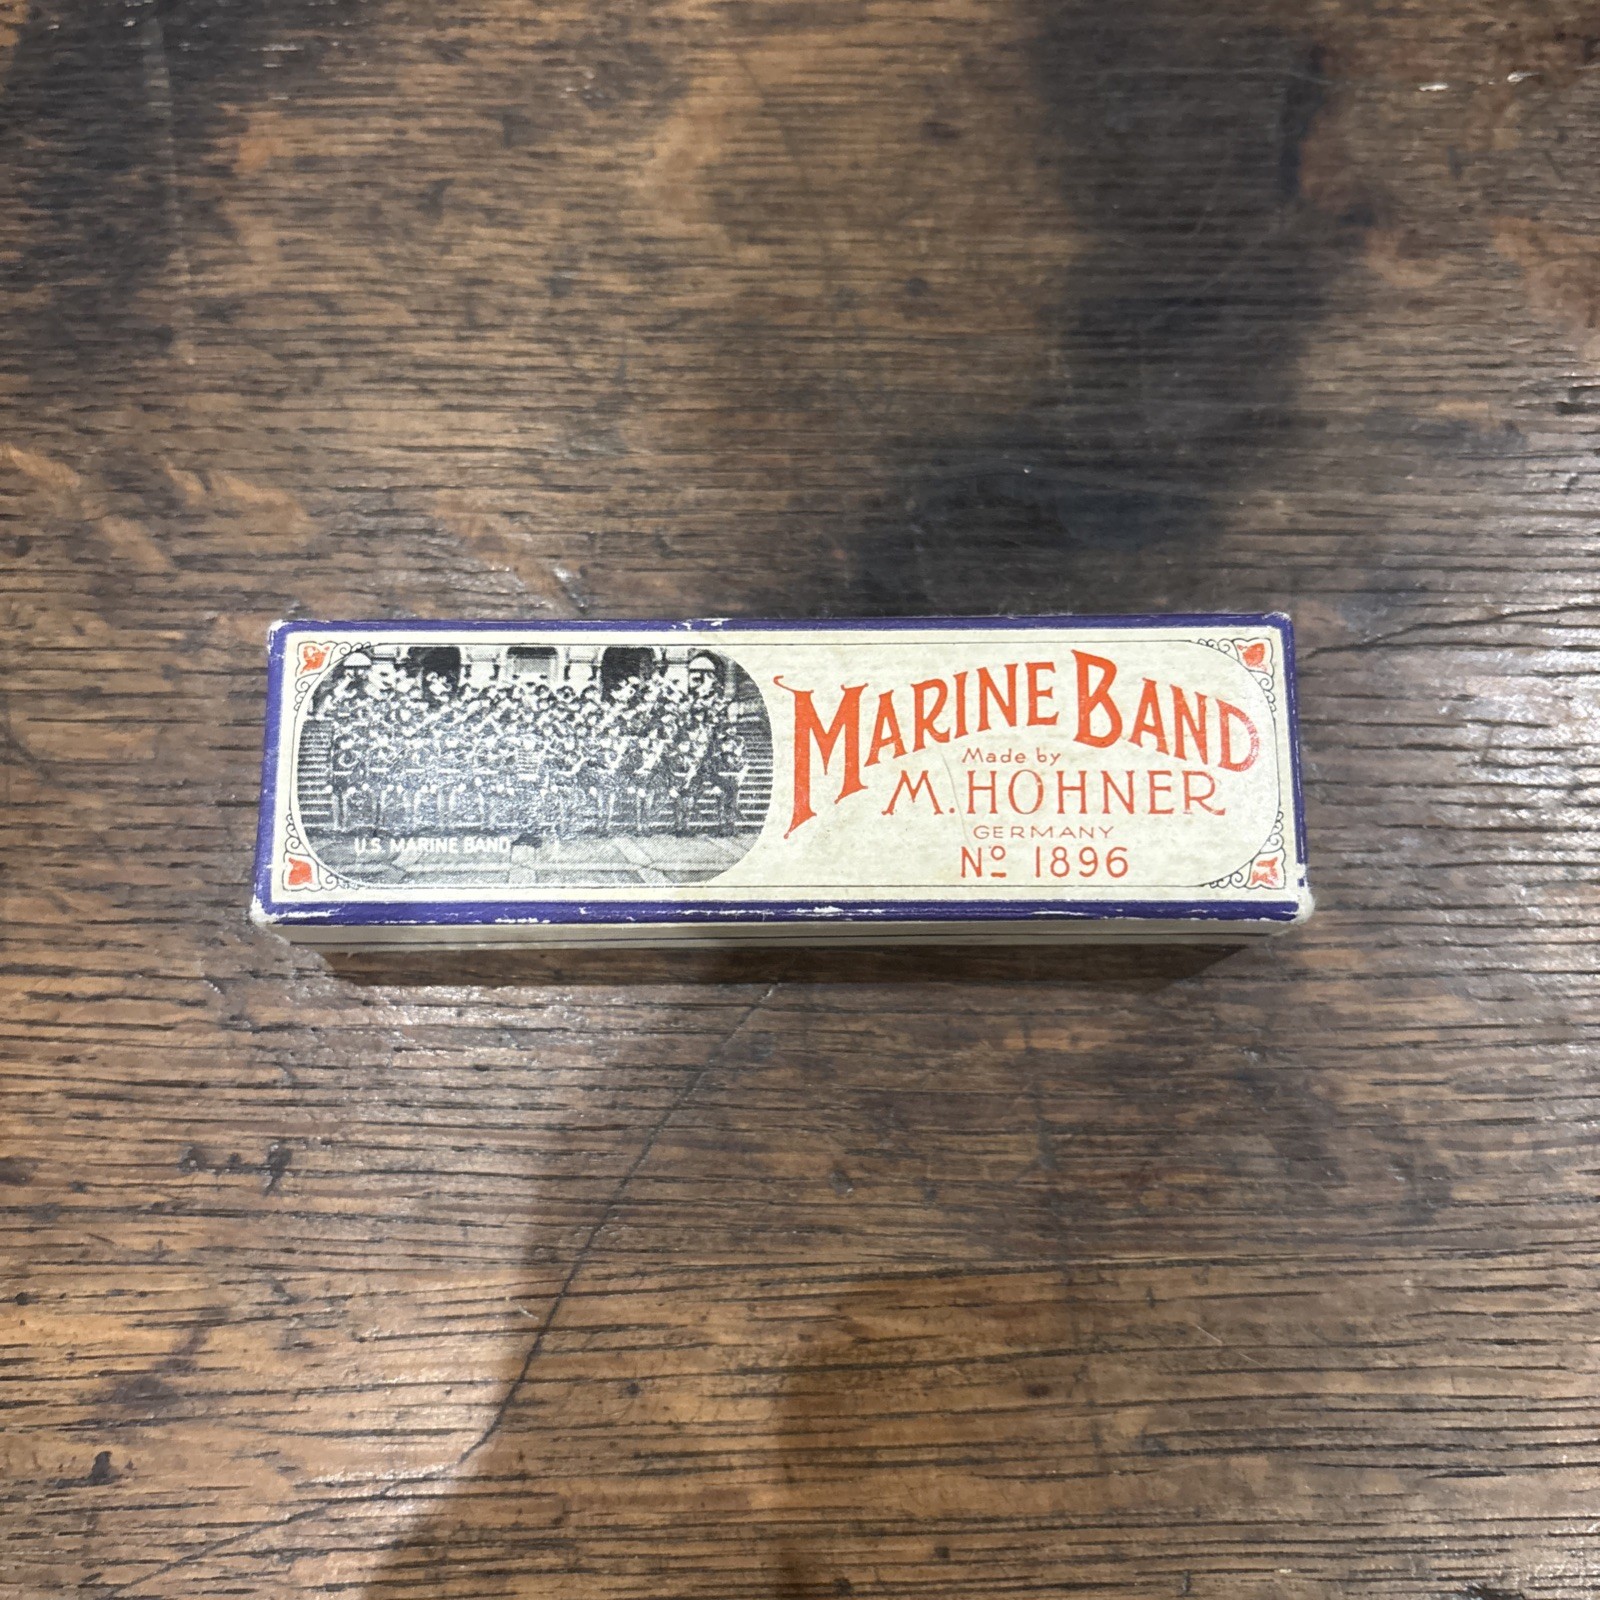 U.S. MARINE BAND
MARINE BAND
Made by
M. HOHNER
GERMANY
Nº 1896